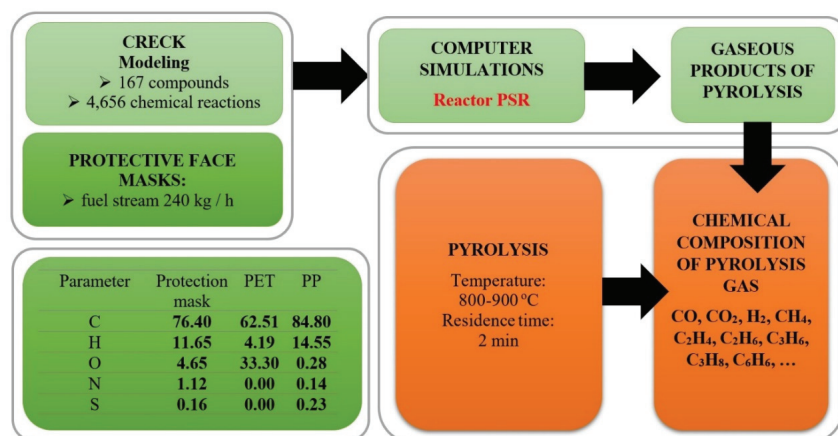 CRECK
Modeling
➢ 167 compounds
➢ 4,656 chemical reactions
PROTECTIVE FACE
MASKS:
➢ fuel stream 240 kg / h
COMPUTER
SIMULATIONS
Reactor PSR
GASEOUS
PRODUCTS OF
PYROLYSIS
Parameter Protection mask PET PP
C 76.40 62.51 84.80
H 11.65 4.19 14.55
O 4.65 33.30 0.28
N 1.12 0.00 0.14
S 0.16 0.00 0.23
PYROLYSIS
Temperature:
800-900 ºC
Residence time:
2 min
CHEMICAL
COMPOSITION
OF PYROLYSIS
GAS
CO, CO₂, H₂, CH₄,
C₂H₄, C₂H₆, C₃H₆,
C₃H₈, C₆H₆, …